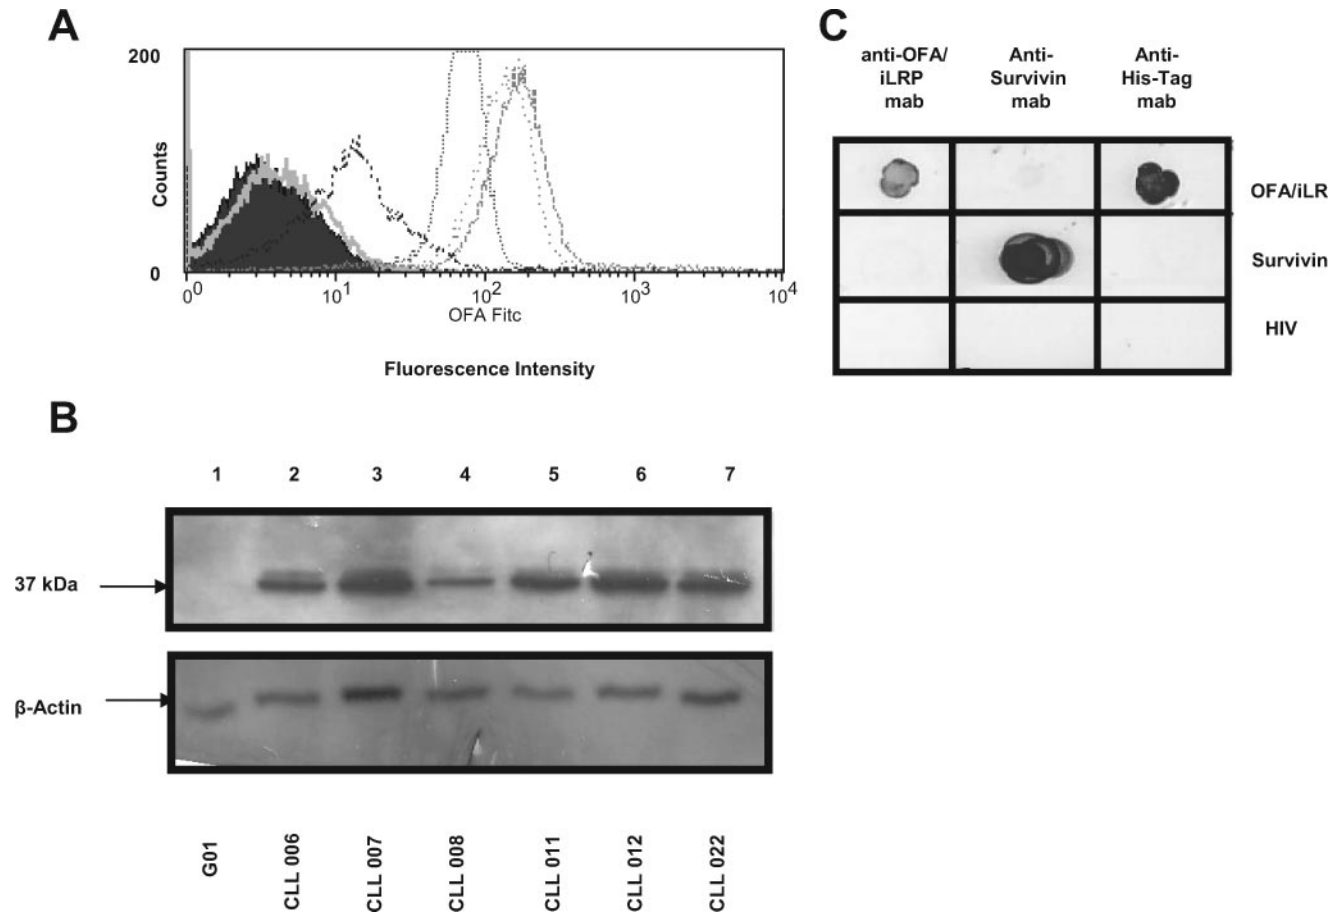 A
200
Counts
0
10^0
10^1
10^2
10^3
10^4
OFA Fitc
Fluorescence Intensity
C
anti-OFA/
iLRP
mab
Anti-
Survivin
mab
Anti-
His-Tag
mab
OFA/iLR
Survivin
HIV
B
1 2 3 4 5 6 7
37 kDa
β-Actin
G01
CLL 006
CLL 007
CLL 008
CLL 011
CLL 012
CLL 022